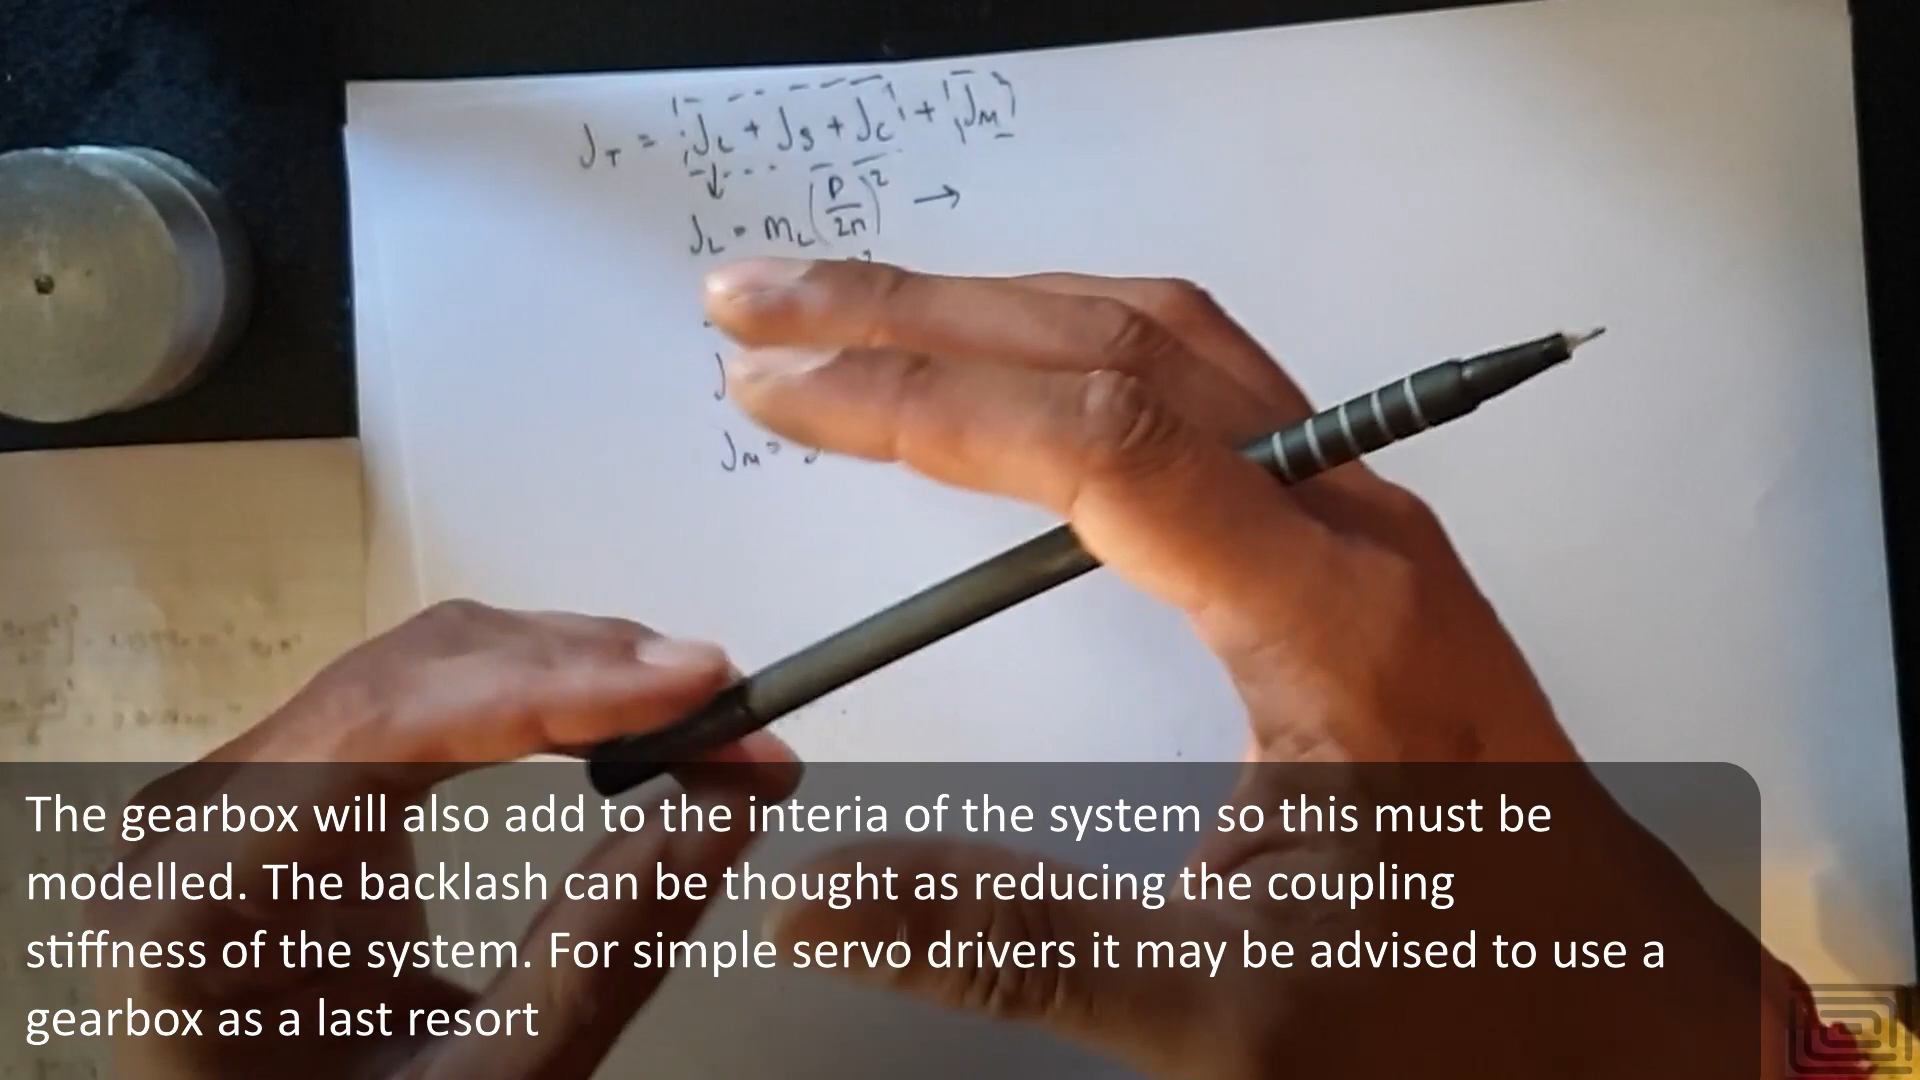 J_T = J_L + J_S + J_C + J_M
J_L = m_L (P/2π)^2 →
J_M = J
The gearbox will also add to the interia of the system so this must be
modelled. The backlash can be thought as reducing the coupling
stiffness of the system. For simple servo drivers it may be advised to use a
gearbox as a last resort